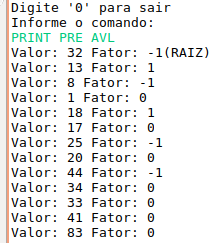 Digite '0' para sair
Informe o comando:
PRINT PRE AVL
Valor: 32 Fator: -1(RAIZ)
Valor: 13 Fator: 1
Valor: 8 Fator: -1
Valor: 1 Fator: 0
Valor: 18 Fator: 1
Valor: 17 Fator: 0
Valor: 25 Fator: -1
Valor: 20 Fator: 0
Valor: 44 Fator: -1
Valor: 34 Fator: 0
Valor: 33 Fator: 0
Valor: 41 Fator: 0
Valor: 83 Fator: 0